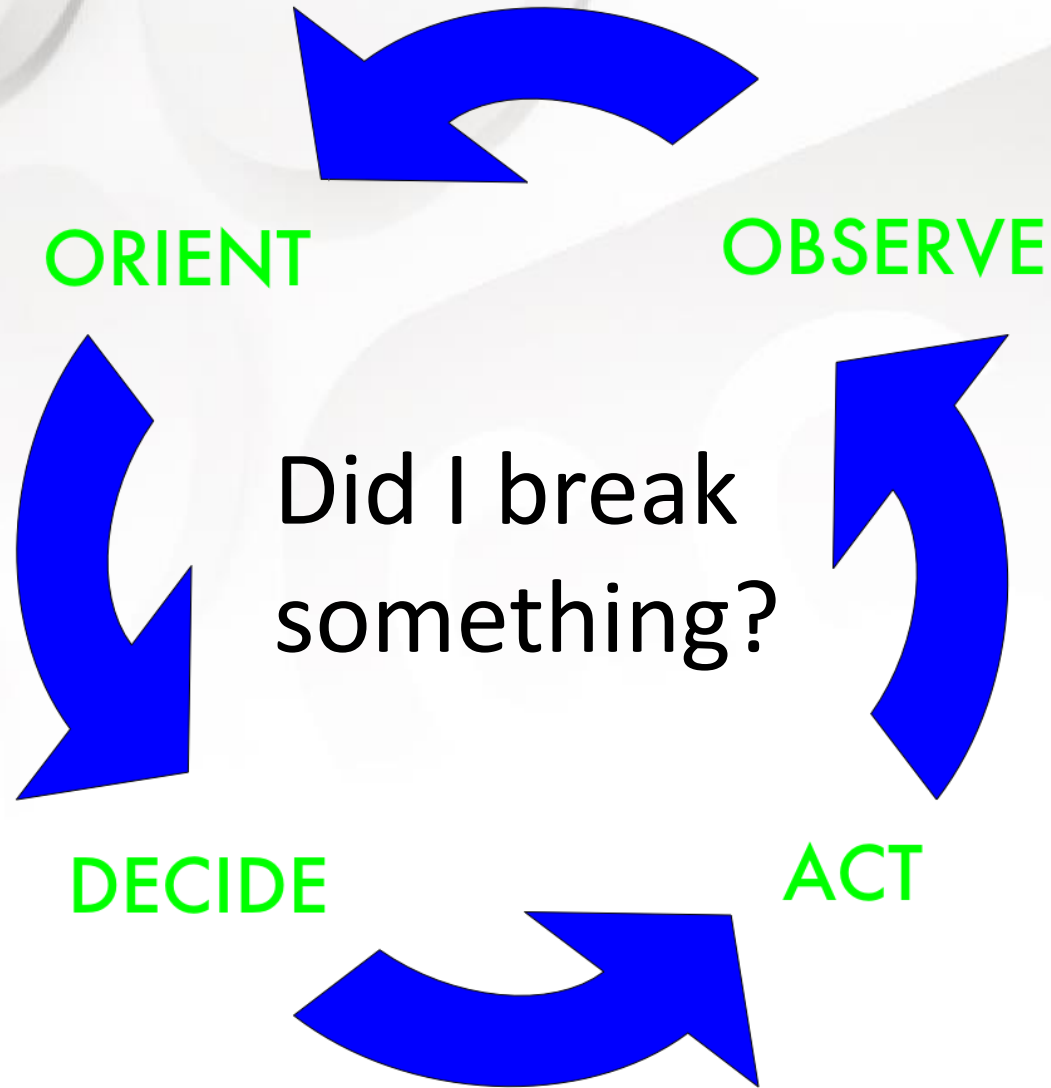 ORIENT
OBSERVE
Did I break
something?
DECIDE
ACT